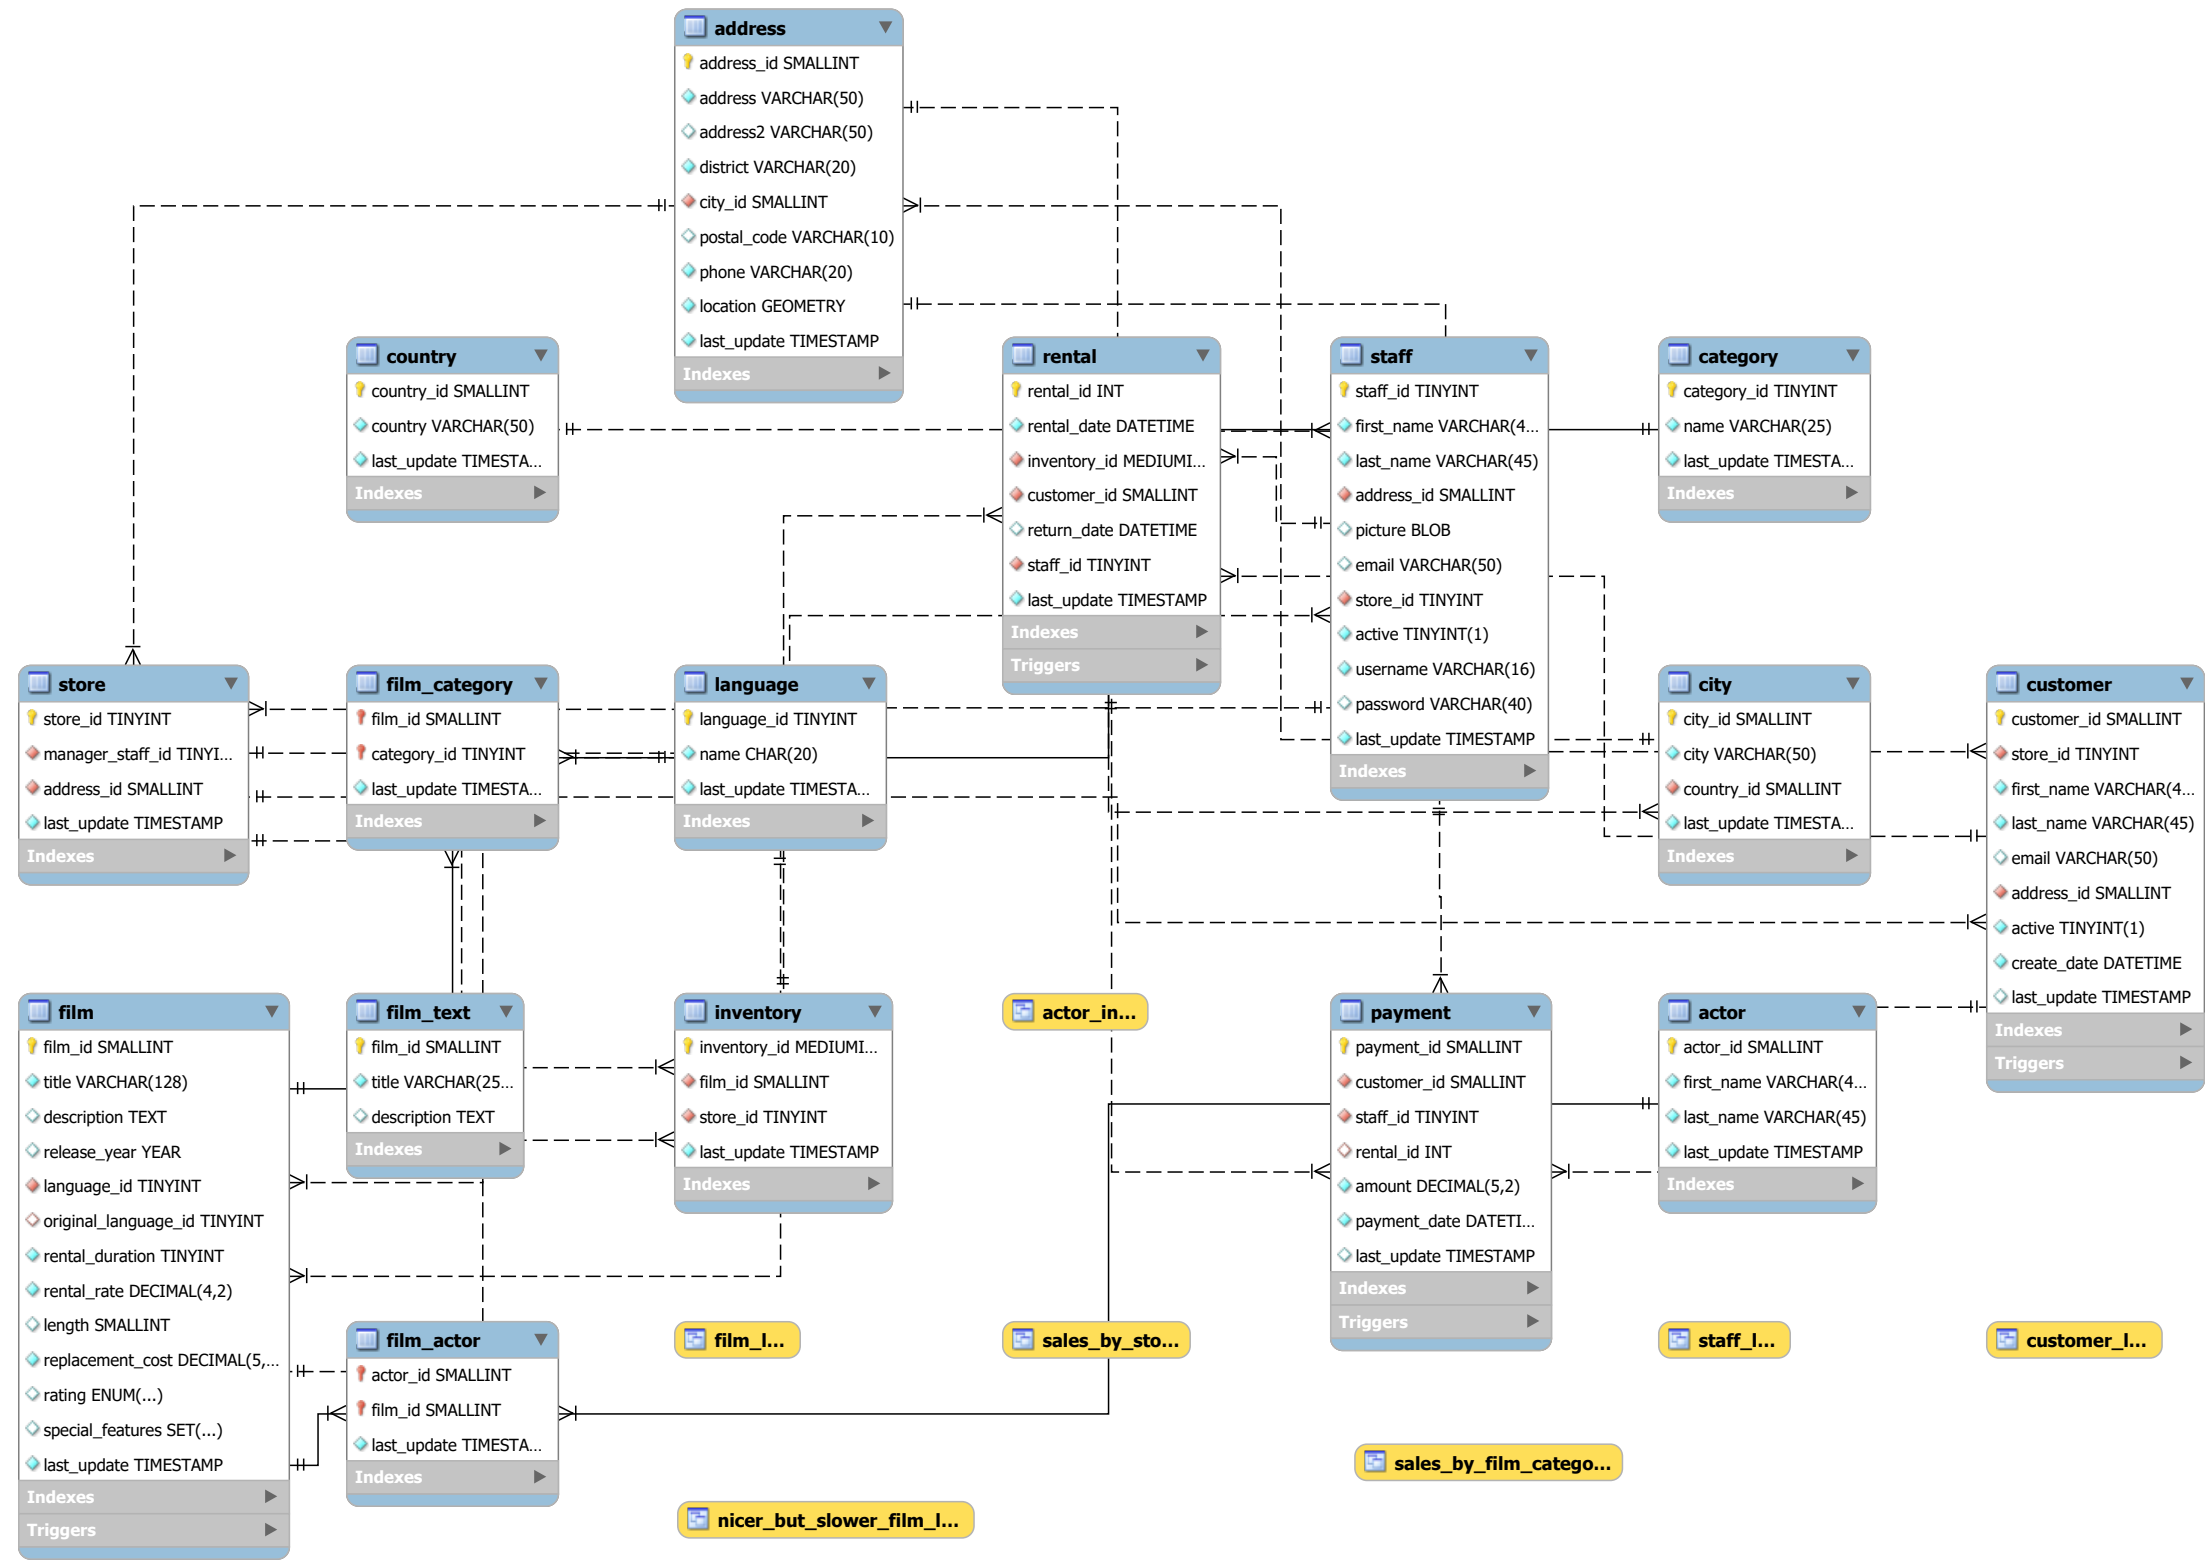 address
address_id SMALLINT
address VARCHAR(50)
address2 VARCHAR(50)
district VARCHAR(20)
city_id SMALLINT
postal_code VARCHAR(10)
phone VARCHAR(20)
location GEOMETRY
last_update TIMESTAMP
Indexes
country
country_id SMALLINT
country VARCHAR(50)
last_update TIMESTA...
Indexes
rental
rental_id INT
rental_date DATETIME
inventory_id MEDIUMI...
customer_id SMALLINT
return_date DATETIME
staff_id TINYINT
last_update TIMESTAMP
Indexes
Triggers
staff
staff_id TINYINT
first_name VARCHAR(4...
last_name VARCHAR(45)
address_id SMALLINT
picture BLOB
email VARCHAR(50)
store_id TINYINT
active TINYINT(1)
username VARCHAR(16)
password VARCHAR(40)
last_update TIMESTAMP
Indexes
category
category_id TINYINT
name VARCHAR(25)
last_update TIMESTA...
Indexes
store
store_id TINYINT
manager_staff_id TINYI...
address_id SMALLINT
last_update TIMESTAMP
Indexes
film_category
film_id SMALLINT
category_id TINYINT
last_update TIMESTA...
Indexes
language
language_id TINYINT
name CHAR(20)
last_update TIMESTA...
Indexes
city
city_id SMALLINT
city VARCHAR(50)
country_id SMALLINT
last_update TIMESTA...
Indexes
customer
customer_id SMALLINT
store_id TINYINT
first_name VARCHAR(4...
last_name VARCHAR(45)
email VARCHAR(50)
address_id SMALLINT
active TINYINT(1)
create_date DATETIME
last_update TIMESTAMP
Indexes
Triggers
film
film_id SMALLINT
title VARCHAR(128)
description TEXT
release_year YEAR
language_id TINYINT
original_language_id TINYINT
rental_duration TINYINT
rental_rate DECIMAL(4,2)
length SMALLINT
replacement_cost DECIMAL(5,...
rating ENUM(...)
special_features SET(...)
last_update TIMESTAMP
Indexes
Triggers
film_text
film_id SMALLINT
title VARCHAR(25...
description TEXT
Indexes
inventory
inventory_id MEDIUMI...
film_id SMALLINT
store_id TINYINT
last_update TIMESTAMP
Indexes
actor_in...
payment
payment_id SMALLINT
customer_id SMALLINT
staff_id TINYINT
rental_id INT
amount DECIMAL(5,2)
payment_date DATETI...
last_update TIMESTAMP
Indexes
Triggers
actor
actor_id SMALLINT
first_name VARCHAR(4...
last_name VARCHAR(45)
last_update TIMESTAMP
Indexes
film_actor
actor_id SMALLINT
film_id SMALLINT
last_update TIMESTA...
Indexes
film_l...
sales_by_sto...
staff_l...
customer_l...
sales_by_film_catego...
nicer_but_slower_film_l...